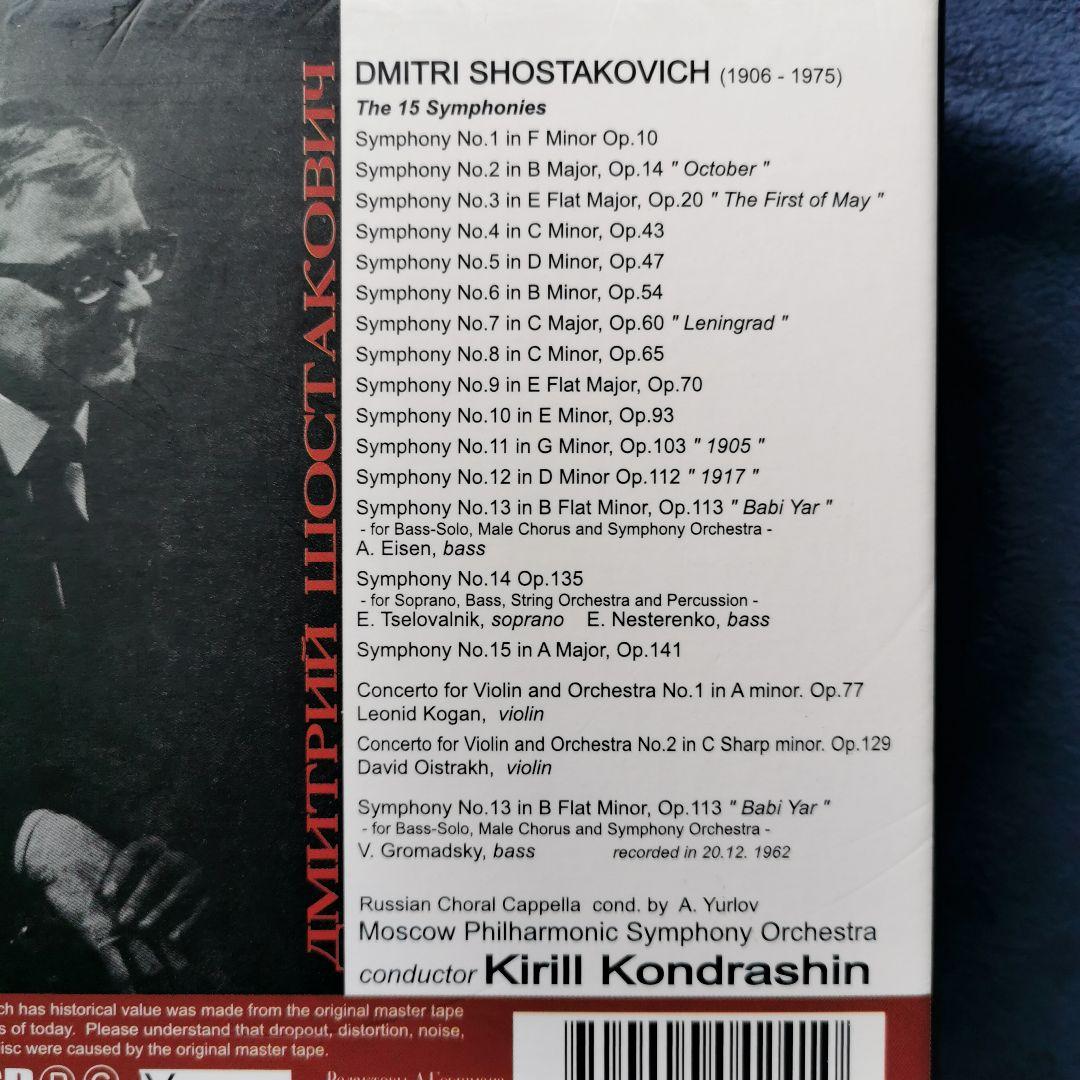 ДМИТРИЙ ШОСТАКОВИЧ
DMITRI SHOSTAKOVICH (1906 - 1975)
The 15 Symphonies
Symphony No.1 in F Minor Op.10
Symphony No.2 in B Major, Op.14 " October "
Symphony No.3 in E Flat Major, Op.20 " The First of May "
Symphony No.4 in C Minor, Op.43
Symphony No.5 in D Minor, Op.47
Symphony No.6 in B Minor, Op.54
Symphony No.7 in C Major, Op.60 " Leningrad "
Symphony No.8 in C Minor, Op.65
Symphony No.9 in E Flat Major, Op.70
Symphony No.10 in E Minor, Op.93
Symphony No.11 in G Minor, Op.103 " 1905 "
Symphony No.12 in D Minor Op.112 " 1917 "
Symphony No.13 in B Flat Minor, Op.113 " Babi Yar "
- for Bass-Solo, Male Chorus and Symphony Orchestra -
A. Eisen, bass
Symphony No.14 Op.135
- for Soprano, Bass, String Orchestra and Percussion -
E. Tselovalnik, soprano E. Nesterenko, bass
Symphony No.15 in A Major, Op.141
Concerto for Violin and Orchestra No.1 in A minor. Op.77
Leonid Kogan, violin
Concerto for Violin and Orchestra No.2 in C Sharp minor. Op.129
David Oistrakh, violin
Symphony No.13 in B Flat Minor, Op.113 " Babi Yar "
- for Bass-Solo, Male Chorus and Symphony Orchestra -
V. Gromadsky, bass recorded in 20.12. 1962
Russian Choral Cappella cond. by A. Yurlov
Moscow Philharmonic Symphony Orchestra
conductor Kirill Kondrashin
ch has historical value was made from the original master tape
s of today. Please understand that dropout, distortion, noise,
disc were caused by the original master tape.